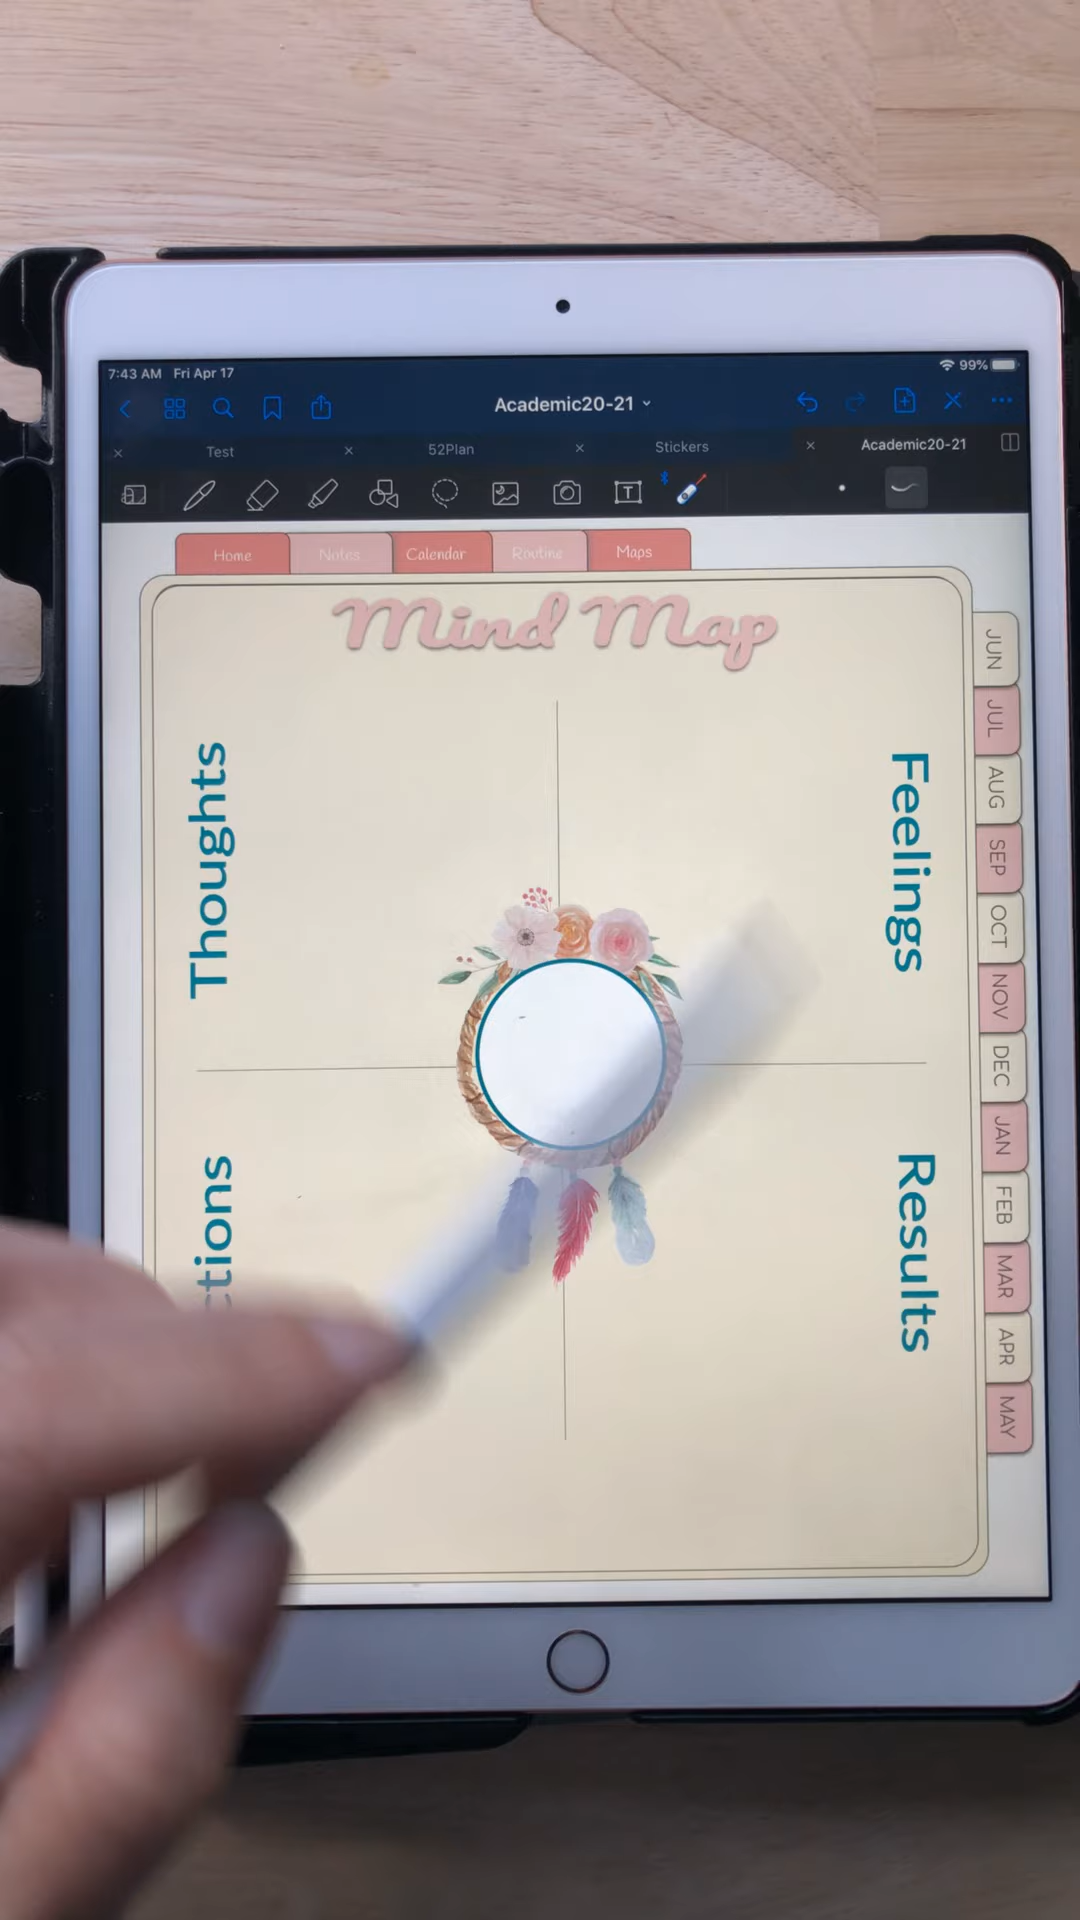 7:43 AM Fri Apr 17
99%
Academic20-21
Test
52Plan
Stickers
Academic20-21
T
Home
Notes
Calendar
Routine
Maps
Mind Map
Thoughts
Feelings
ctions
Results
JUN
JUL
AUG
SEP
OCT
NOV
DEC
JAN
FEB
MAR
APR
MAY